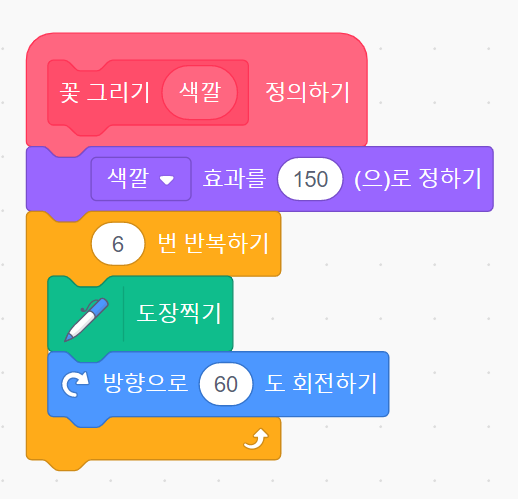 꽃 그리기 색깔 정의하기
색깔 효과를 150 (으)로 정하기
6 번 반복하기
도장찍기
방향으로 60 도 회전하기